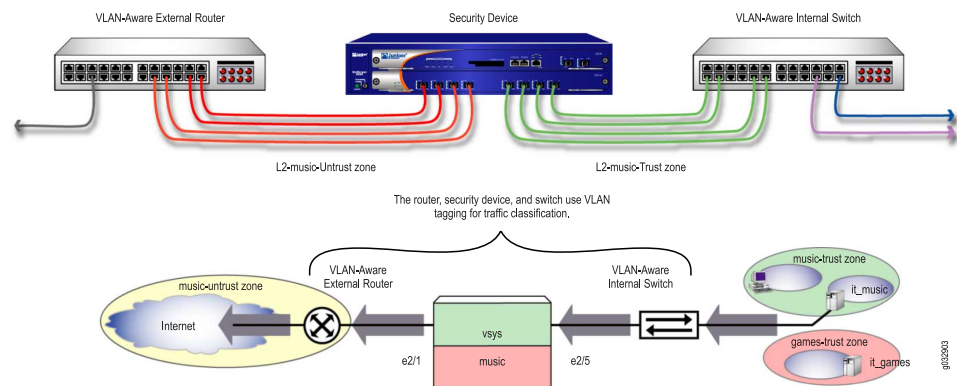 VLAN-Aware External Router
Security Device
VLAN-Aware Internal Switch
Juniper
L2-music-Untrust zone
L2-music-Trust zone
The router, security device, and switch use VLAN
tagging for traffic classification.
VLAN-Aware
External Router
VLAN-Aware
Internal Switch
music-untrust zone
Internet
vsys
music
e2/1
e2/5
music-trust zone
it_music
games-trust zone
it_games
g032903